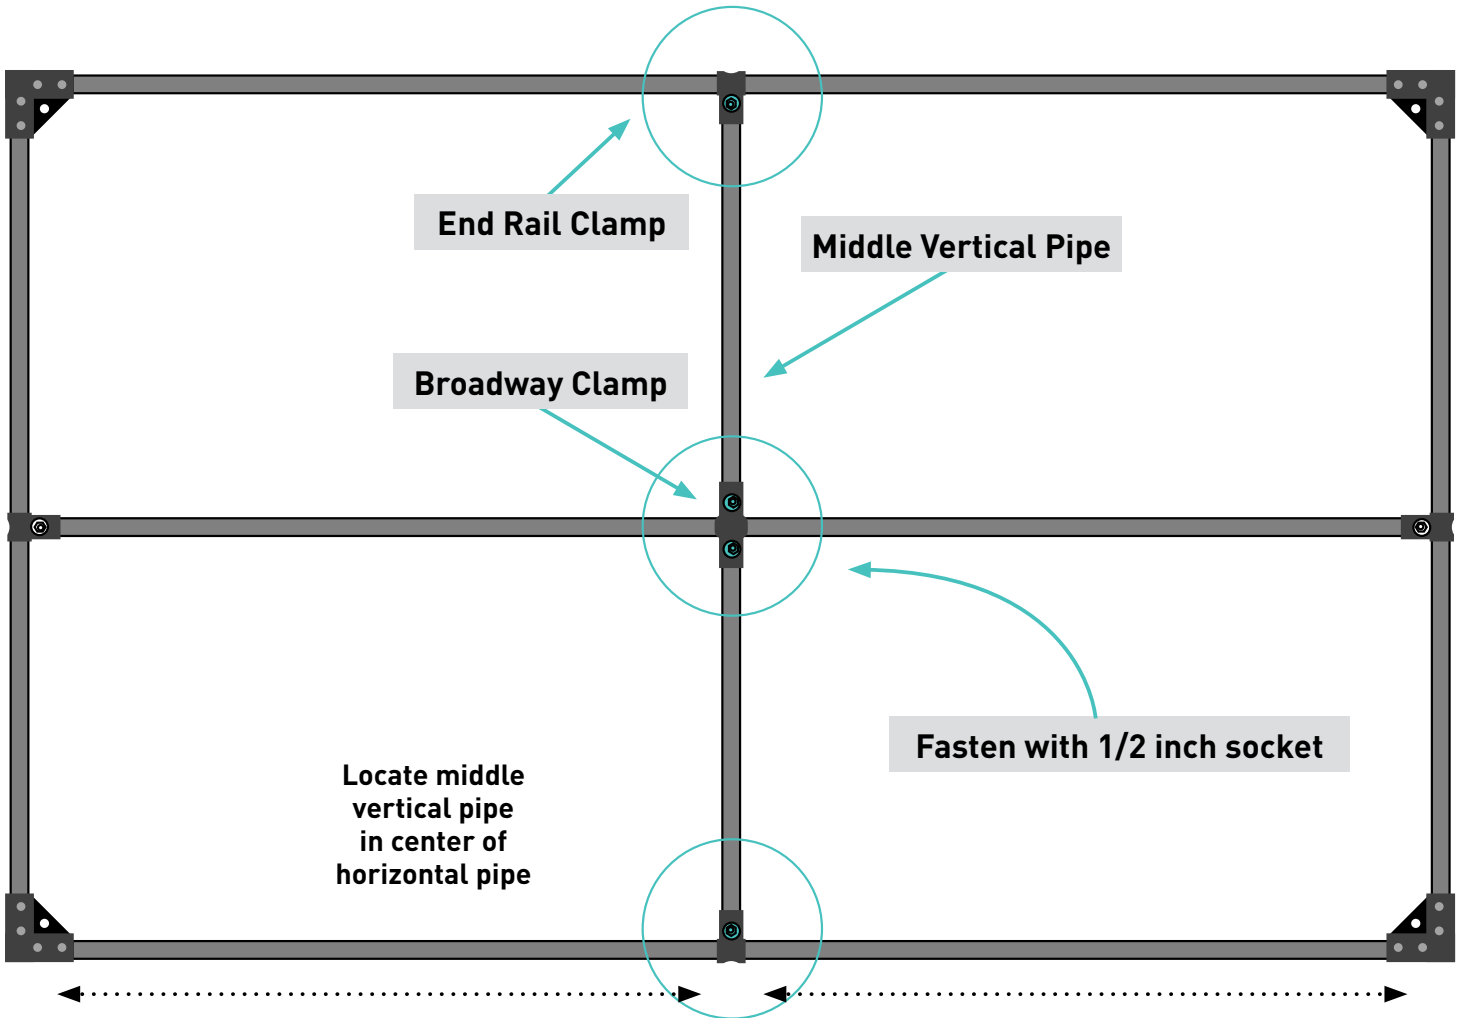 End Rail Clamp
Middle Vertical Pipe
Broadway Clamp
Fasten with 1/2 inch socket
Locate middle
vertical pipe
in center of
horizontal pipe